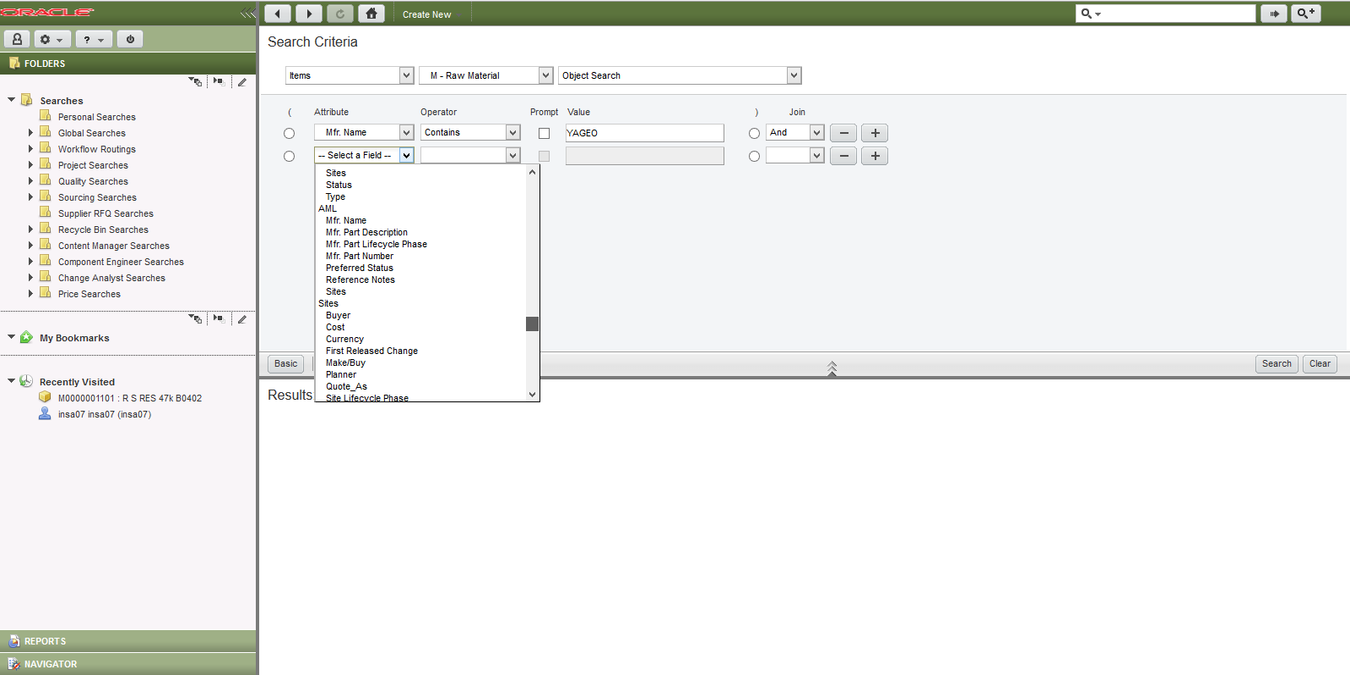 ORACLE
Create New
FOLDERS
Searches
Personal Searches
Global Searches
Workflow Routings
Project Searches
Quality Searches
Sourcing Searches
Supplier RFQ Searches
Recycle Bin Searches
Content Manager Searches
Component Engineer Searches
Change Analyst Searches
Price Searches
My Bookmarks
Recently Visited
M0000001101 : R S RES 47k B0402
insa07 insa07 (insa07)
REPORTS
NAVIGATOR
Search Criteria
Items M - Raw Material Object Search
( Attribute Operator Prompt Value ) Join
Mfr. Name Contains YAGEO And
-- Select a Field --
Sites
Status
Type
AML
Mfr. Name
Mfr. Part Description
Mfr. Part Lifecycle Phase
Mfr. Part Number
Preferred Status
Reference Notes
Sites
Sites
Buyer
Cost
Currency
First Released Change
Make/Buy
Planner
Quote_As
Site Lifecycle Phase
Basic Search Clear
Results